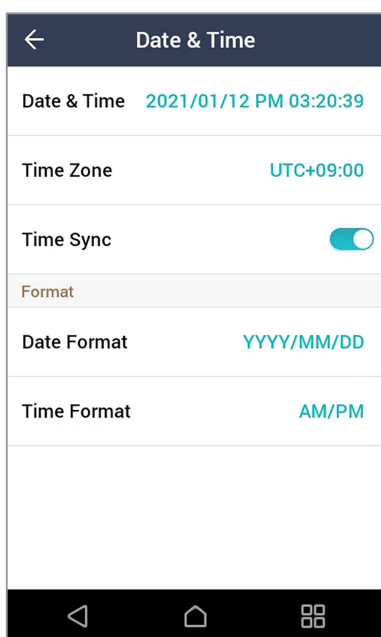 Date & Time
Date & Time 2021/01/12 PM 03:20:39
Time Zone UTC+09:00
Time Sync
Format
Date Format YYYY/MM/DD
Time Format AM/PM